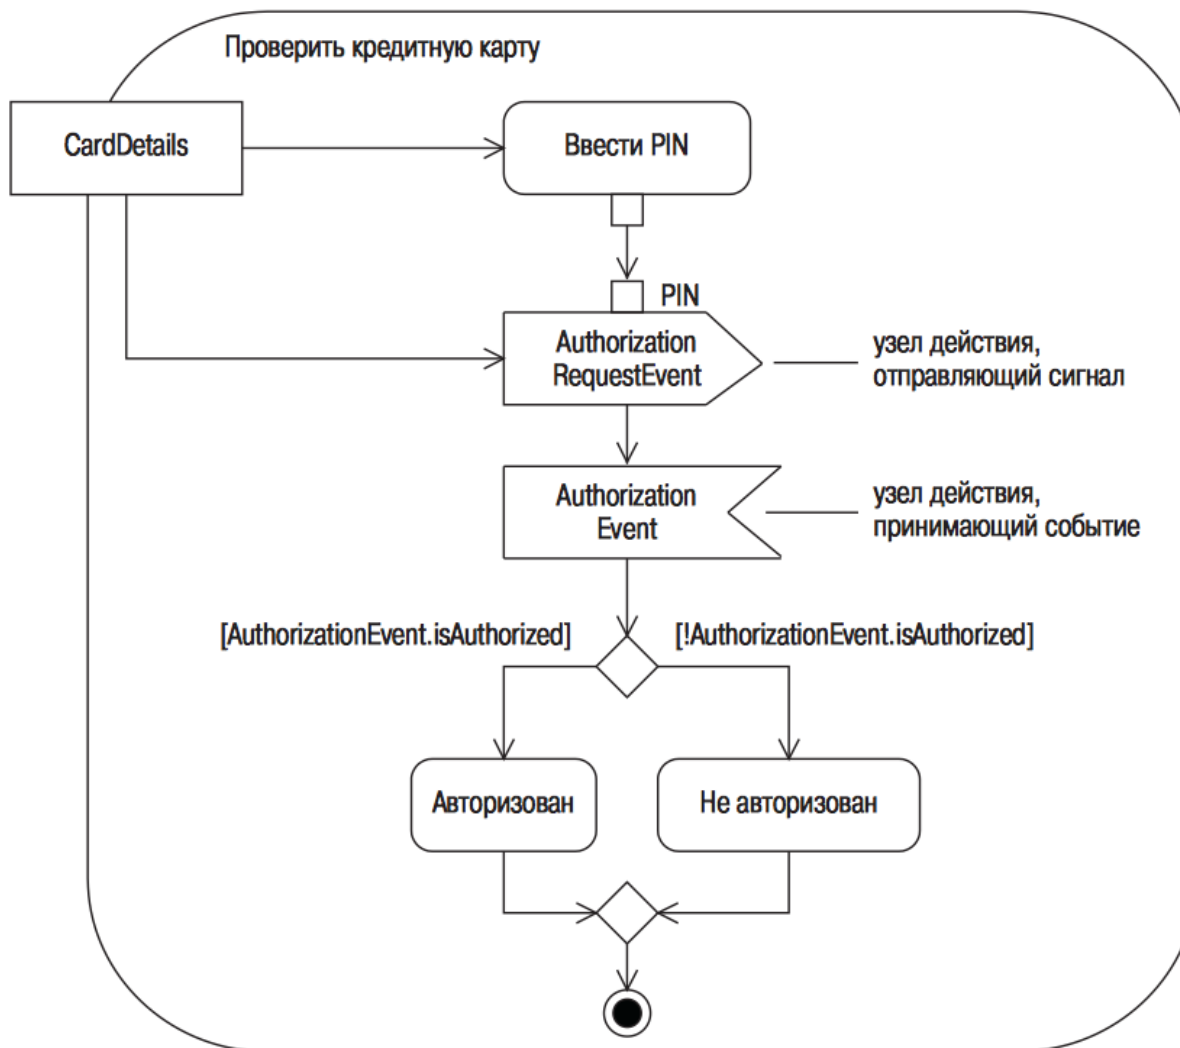 Проверить кредитную карту
CardDetails
Ввести PIN
PIN
Authorization
RequestEvent
узел действия,
отправляющий сигнал
Authorization
Event
узел действия,
принимающий событие
[AuthorizationEvent.isAuthorized]
[!AuthorizationEvent.isAuthorized]
Авторизован
Не авторизован